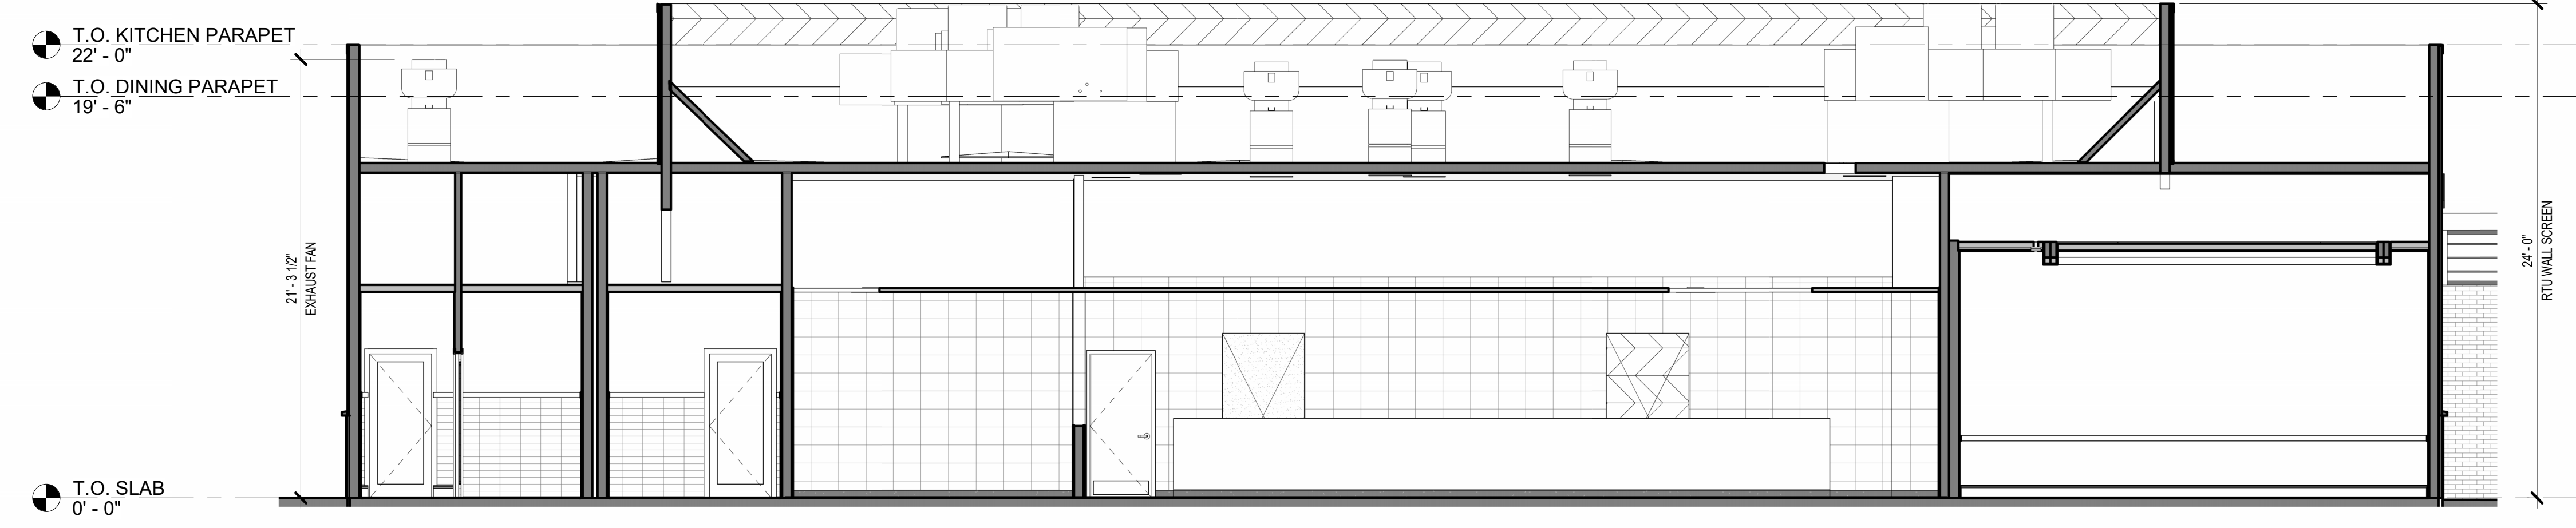 T.O. KITCHEN PARAPET
22' - 0"
T.O. DINING PARAPET
19' - 6"
21' - 3 1/2"
EXHAUST FAN
24' - 0"
RTU WALL SCREEN
T.O. SLAB
0' - 0"